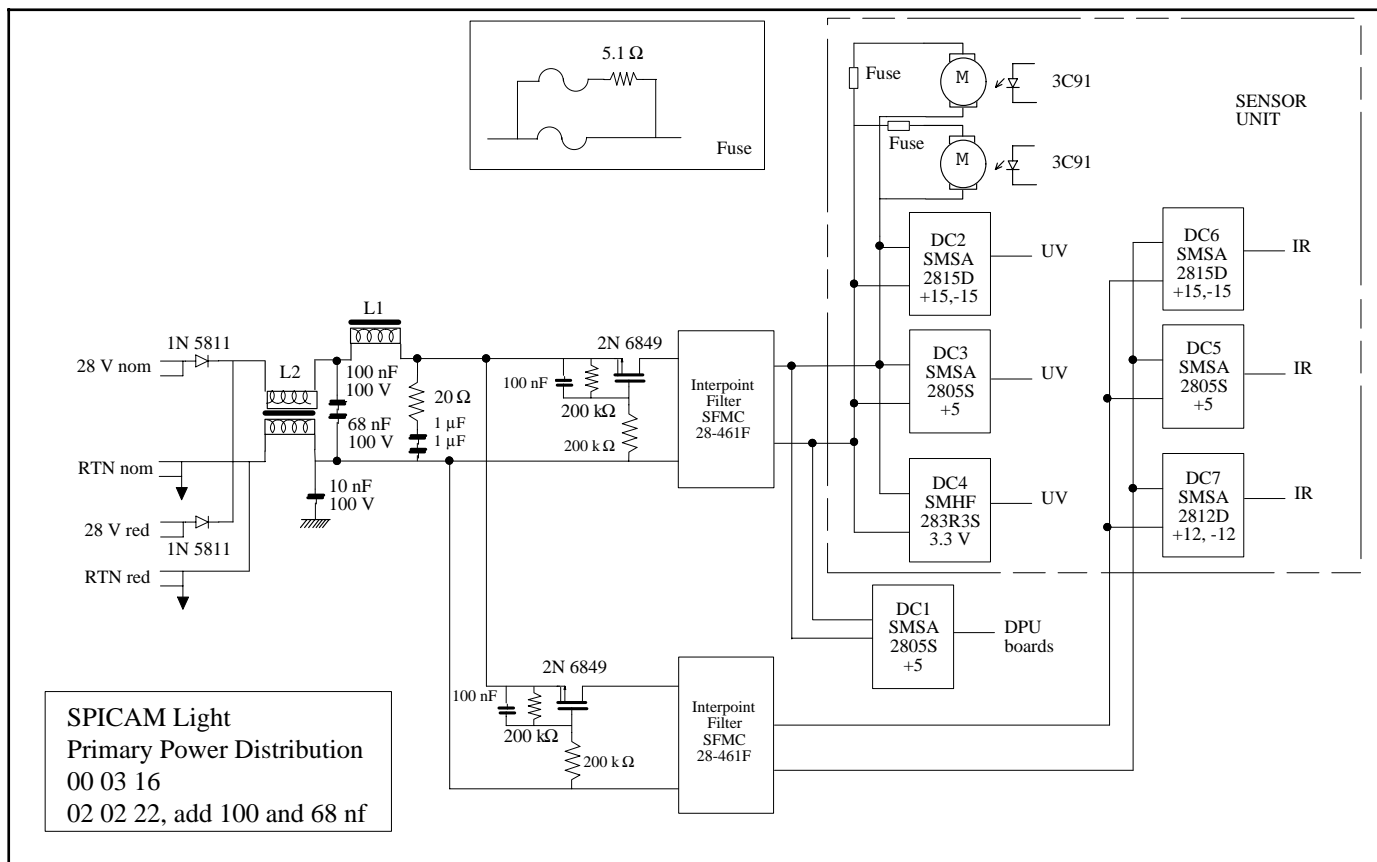 5.1 Ω
Fuse
Fuse
M
3C91
SENSOR
UNIT
Fuse
M
3C91
DC2
SMSA
2815D
+15,-15
UV
DC6
SMSA
2815D
+15,-15
IR
L1
1N 5811
28 V nom
L2
100 nF
100 V
68 nF
100 V
20 Ω
1 µF
1 µF
2N 6849
100 nF
200 kΩ
200 k Ω
Interpoint
Filter
SFMC
28-461F
DC3
SMSA
2805S
+5
UV
DC5
SMSA
2805S
+5
IR
RTN nom
10 nF
100 V
28 V red
1N 5811
RTN red
DC4
SMHF
283R3S
3.3 V
UV
DC7
SMSA
2812D
+12, -12
IR
DC1
SMSA
2805S
+5
DPU
boards
2N 6849
100 nF
200 kΩ
200 k Ω
Interpoint
Filter
SFMC
28-461F
SPICAM Light
Primary Power Distribution
00 03 16
02 02 22, add 100 and 68 nf